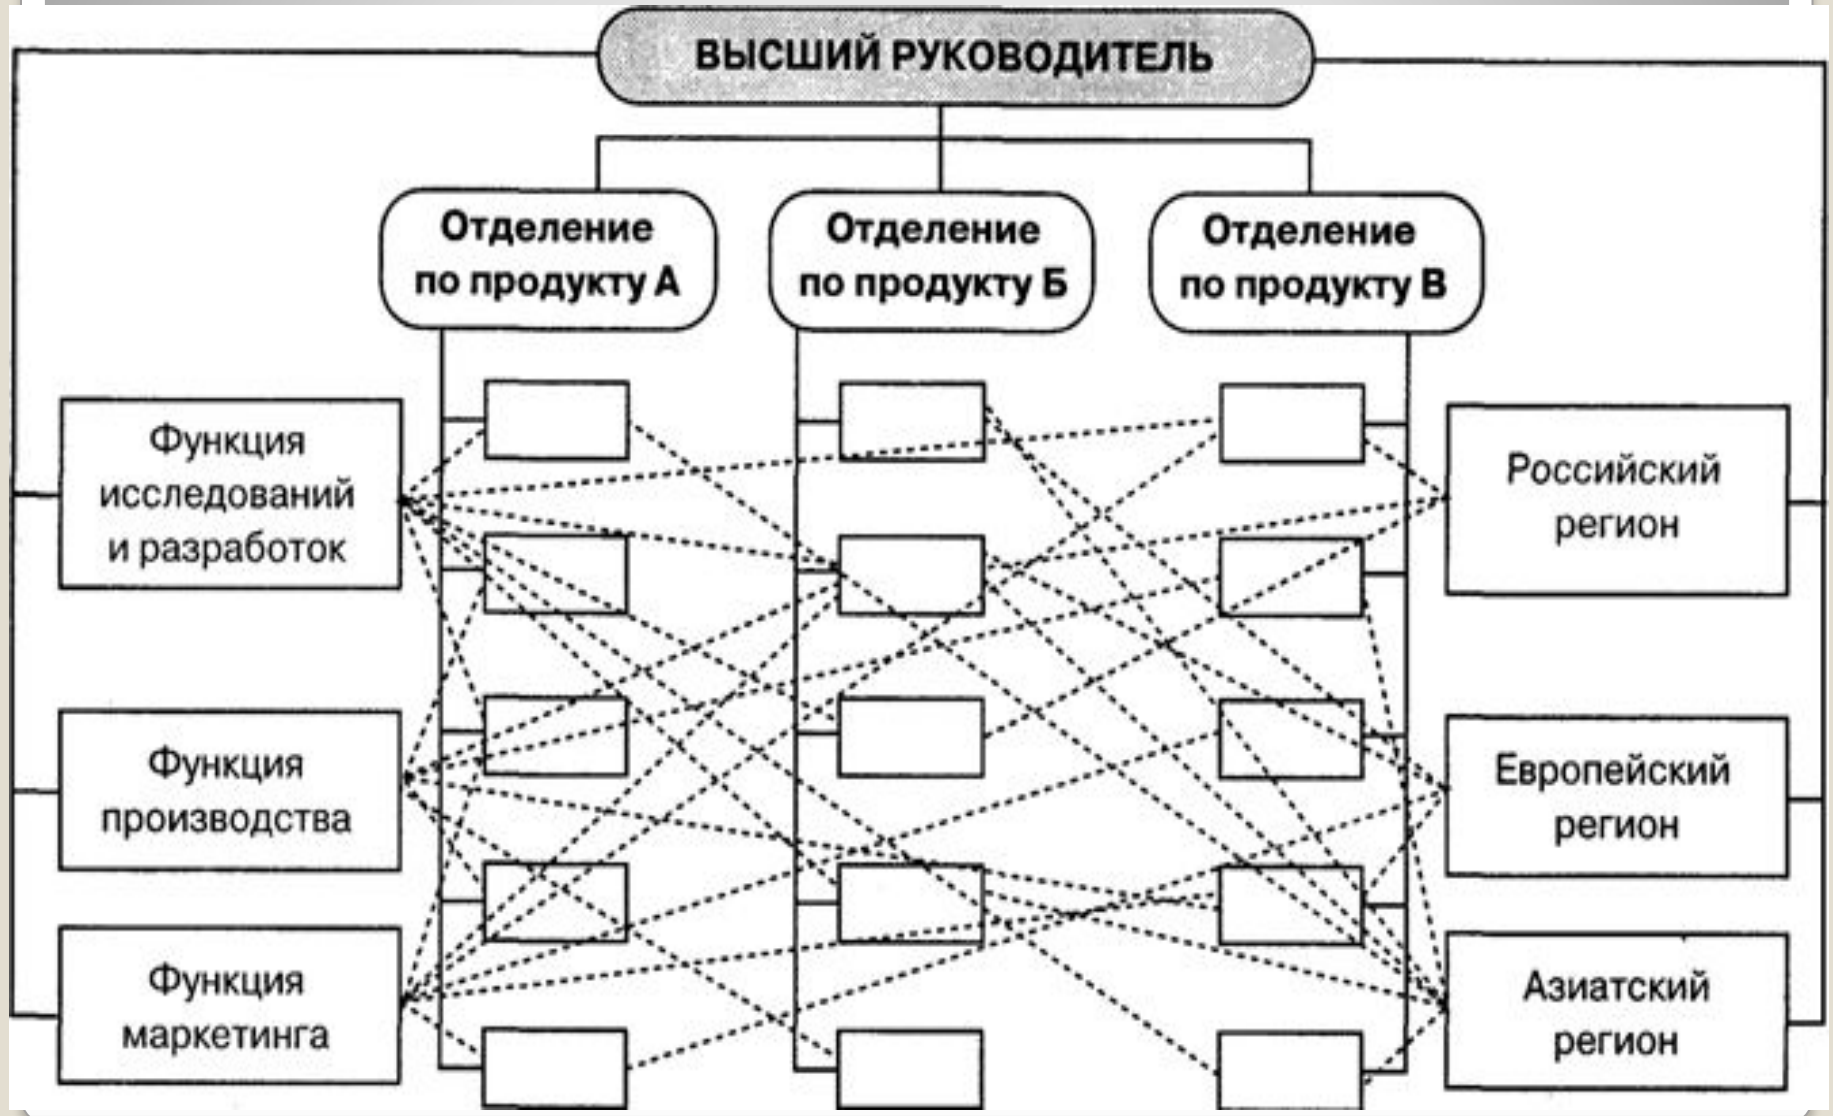 ВЫСШИЙ РУКОВОДИТЕЛЬ
Отделение
по продукту А
Отделение
по продукту Б
Отделение
по продукту В
Функция
исследований
и разработок
Российский
регион
Функция
производства
Европейский
регион
Функция
маркетинга
Азиатский
регион